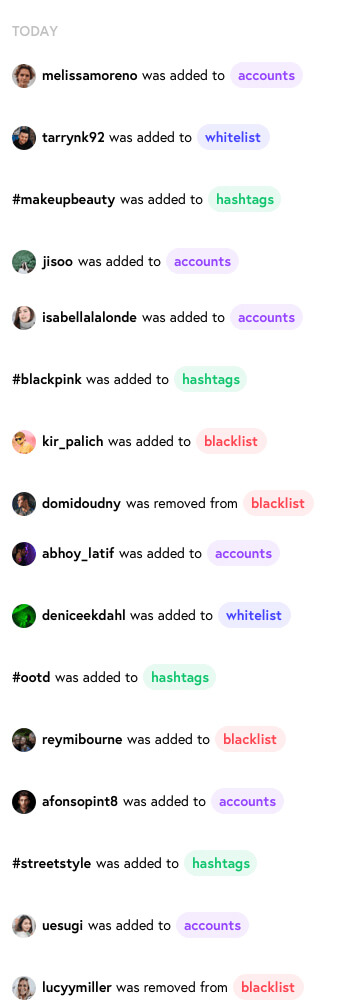 TODAY
melissamoreno was added to accounts
tarrynk92 was added to whitelist
#makeupbeauty was added to hashtags
jisoo was added to accounts
isabellalalonde was added to accounts
#blackpink was added to hashtags
kir_palich was added to blacklist
domidoudny was removed from blacklist
abhoy_latif was added to accounts
deniceekdahl was added to whitelist
#ootd was added to hashtags
reymibourne was added to blacklist
afonsopint8 was added to accounts
#streetstyle was added to hashtags
uesugi was added to accounts
lucyymiller was removed from blacklist